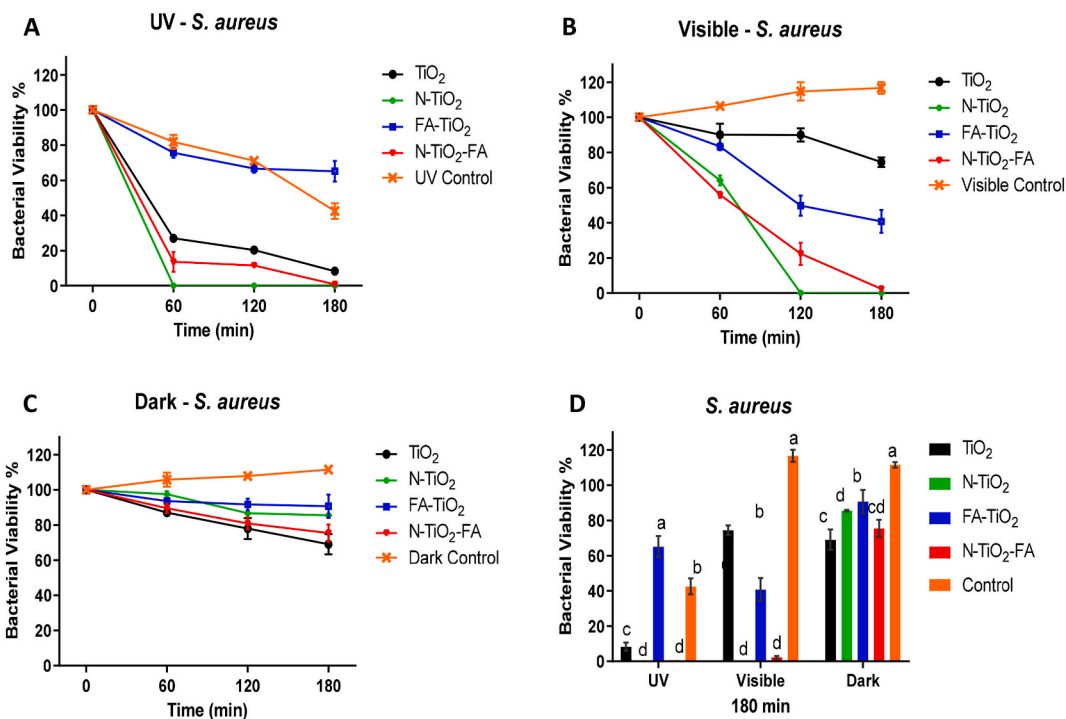 A
UV - S. aureus
Bacterial Viability %
120
100
80
60
40
20
0
0 60 120 180
Time (min)
TiO2
N-TiO2
FA-TiO2
N-TiO2-FA
UV Control
B
Visible - S. aureus
Bacterial Viability %
120
100
80
60
40
20
0
0 60 120 180
Time (min)
TiO2
N-TiO2
FA-TiO2
N-TiO2-FA
Visible Control
C
Dark - S. aureus
Bacterial Viability %
120
100
80
60
40
20
0
0 60 120 180
Time (min)
TiO2
N-TiO2
FA-TiO2
N-TiO2-FA
Dark Control
D
S. aureus
Bacterial Viability %
120
100
80
60
40
20
0
c d a d b
d b d a
c d b cd a
UV Visible Dark
180 min
TiO2
N-TiO2
FA-TiO2
N-TiO2-FA
Control